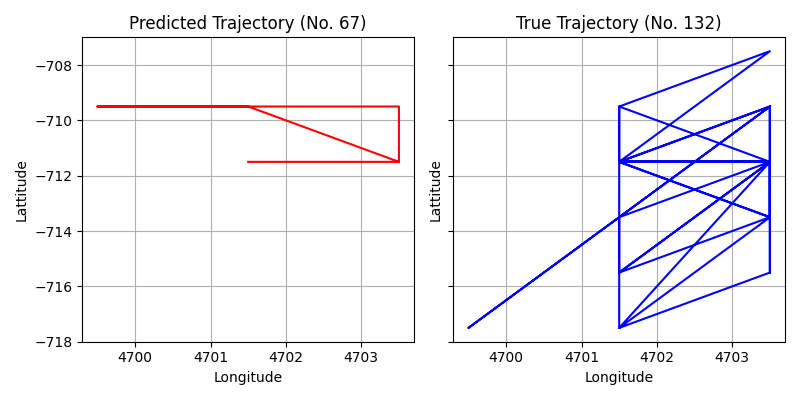 Predicted Trajectory (No. 67)
True Trajectory (No. 132)
−708
−710
−712
−714
−716
−718
Lattitude
Lattitude
4700
4701
4702
4703
4700
4701
4702
4703
Longitude
Longitude